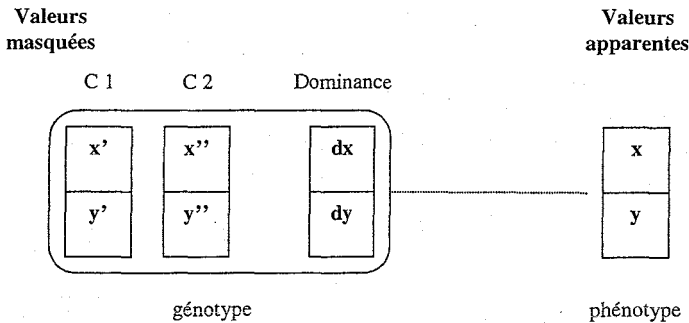 Valeurs masquées
Valeurs apparentes
C 1 C 2 Dominance
x' x'' dx x
y' y'' dy y
génotype phénotype